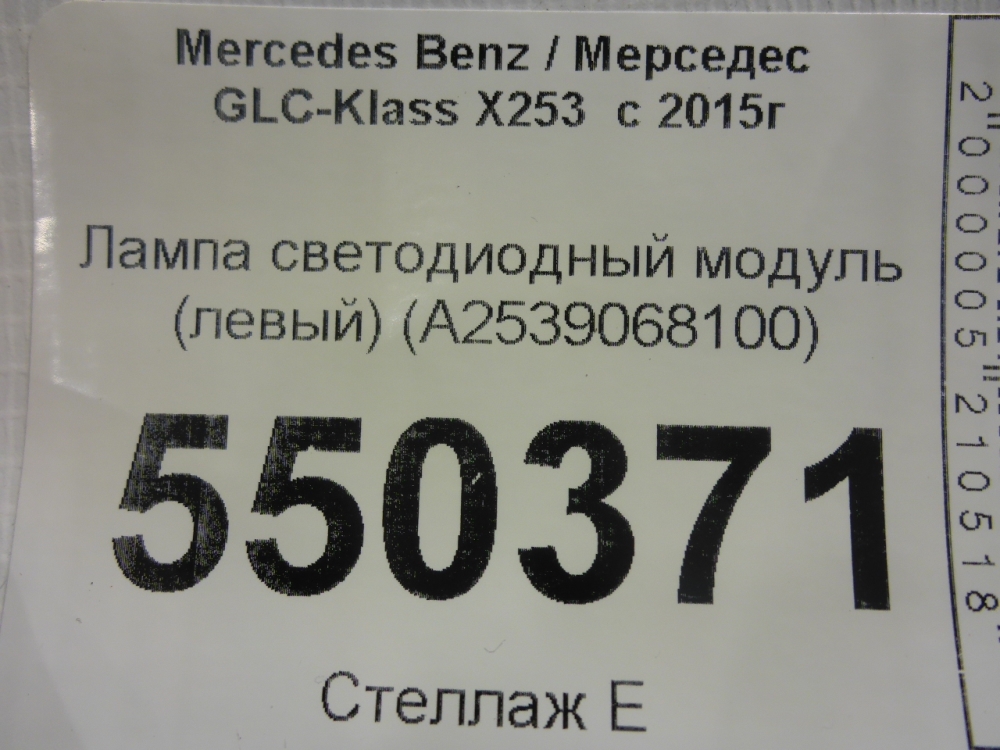 Mercedes Benz / Мерседес
GLC-Klass X253 с 2015г
Лампа светодиодный модуль
(левый) (A2539068100)
550371
Стеллаж Е
2000005210518